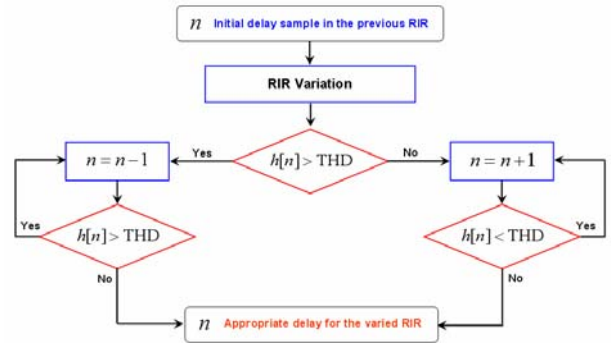 n Initial delay sample in the previous RIR
RIR Variation
h[n] > THD
Yes
No
n = n − 1
n = n + 1
h[n] > THD
Yes
No
h[n] < THD
Yes
No
n Appropriate delay for the varied RIR